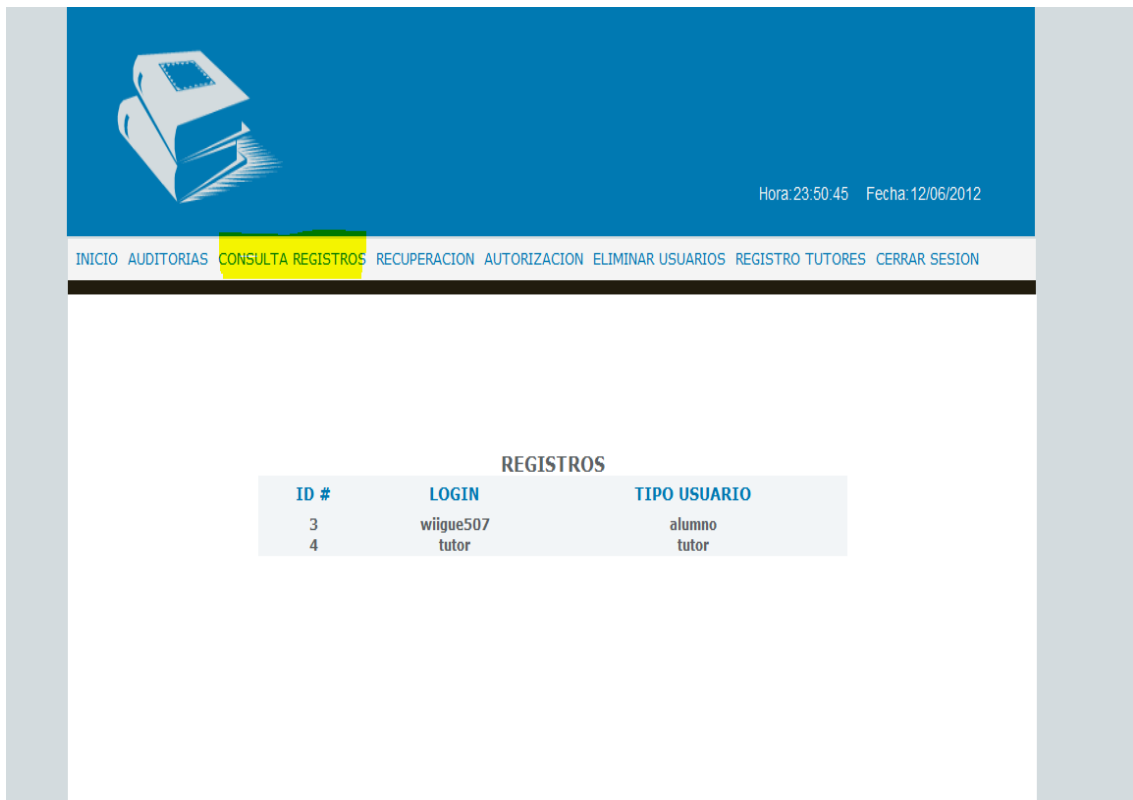 Hora:23:50:45 Fecha:12/06/2012
INICIO AUDITORIAS CONSULTA REGISTROS RECUPERACION AUTORIZACION ELIMINAR USUARIOS REGISTRO TUTORES CERRAR SESION
REGISTROS
ID # LOGIN TIPO USUARIO
3 wiigue507 alumno
4 tutor tutor